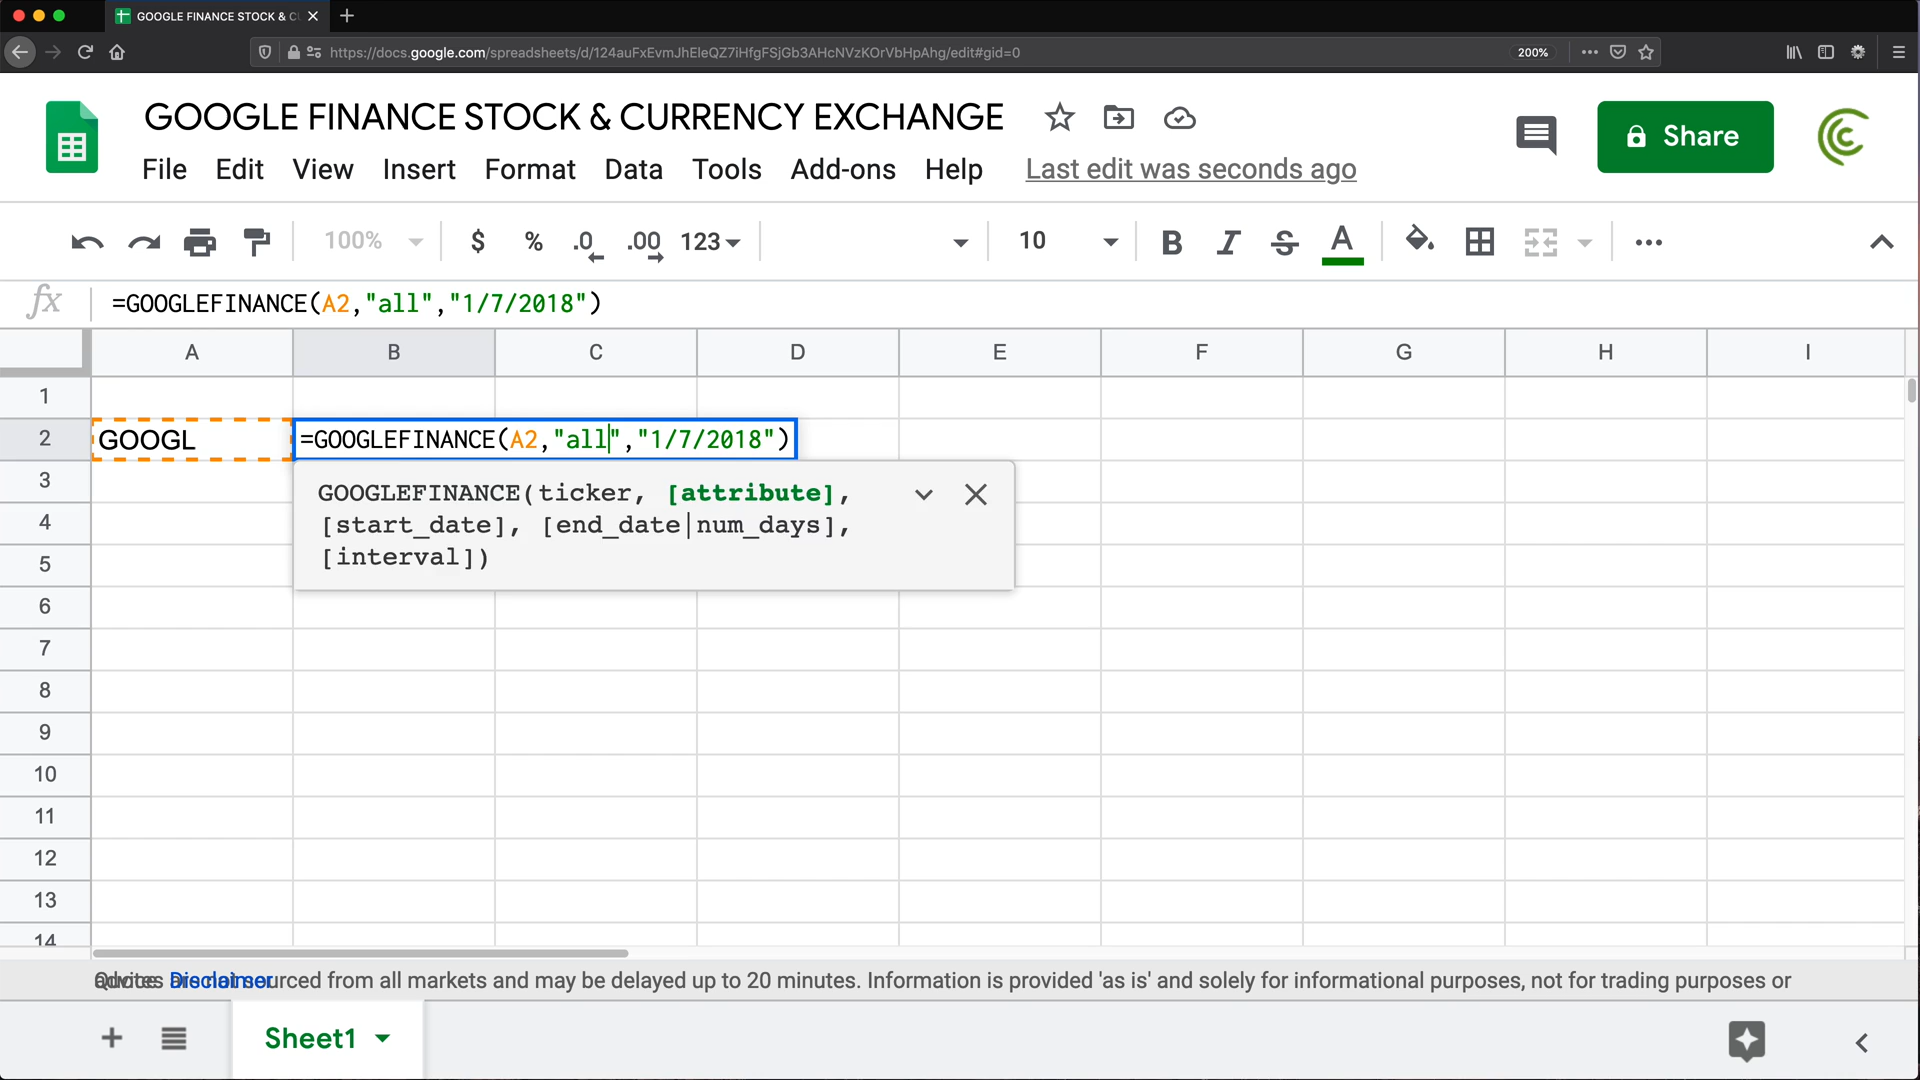 GOOGLE FINANCE STOCK & CU
https://docs.google.com/spreadsheets/d/124auFxEvmJhEleQZ7iHfgFSjGb3AHcNVzKOrVbHpAhg/edit#gid=0
200%
GOOGLE FINANCE STOCK & CURRENCY EXCHANGE
File Edit View Insert Format Data Tools Add-ons Help Last edit was seconds ago
Share
100% $ % .0 .00 123 10 B I S A
fx =GOOGLEFINANCE(A2,"all","1/7/2018")
A B C D E F G H I
1
2 GOOGL =GOOGLEFINANCE(A2,"all","1/7/2018")
3
GOOGLEFINANCE(ticker, [attribute],
4
[start_date], [end_date|num_days],
5
[interval])
6
7
8
9
10
11
12
13
14
Disclaimer sourced from all markets and may be delayed up to 20 minutes. Information is provided 'as is' and solely for informational purposes, not for trading purposes or
Sheet1